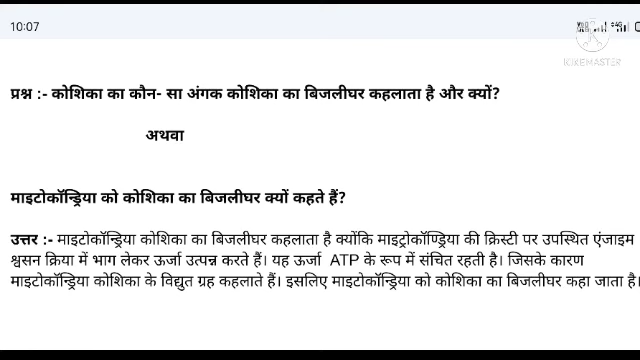 10:07
KINEMASTER
प्रश्न :- कोशिका का कौन- सा अंगक कोशिका का बिजलीघर कहलाता है और क्यों?
अथवा
माइटोकॉन्ड्रिया को कोशिका का बिजलीघर क्यों कहते हैं?
उत्तर :- माइटोकॉन्ड्रिया कोशिका का बिजलीघर कहलाता है क्योंकि माइट्रोकॉण्ड्रिया की क्रिस्टी पर उपस्थित एंजाइम
श्वसन क्रिया में भाग लेकर ऊर्जा उत्पन्न करते हैं। यह ऊर्जा ATP के रूप में संचित रहती है। जिसके कारण
माइटोकॉन्ड्रिया कोशिका के विद्युत ग्रह कहलाते हैं। इसलिए माइटोकॉन्ड्रिया को कोशिका का बिजलीघर कहा जाता है।